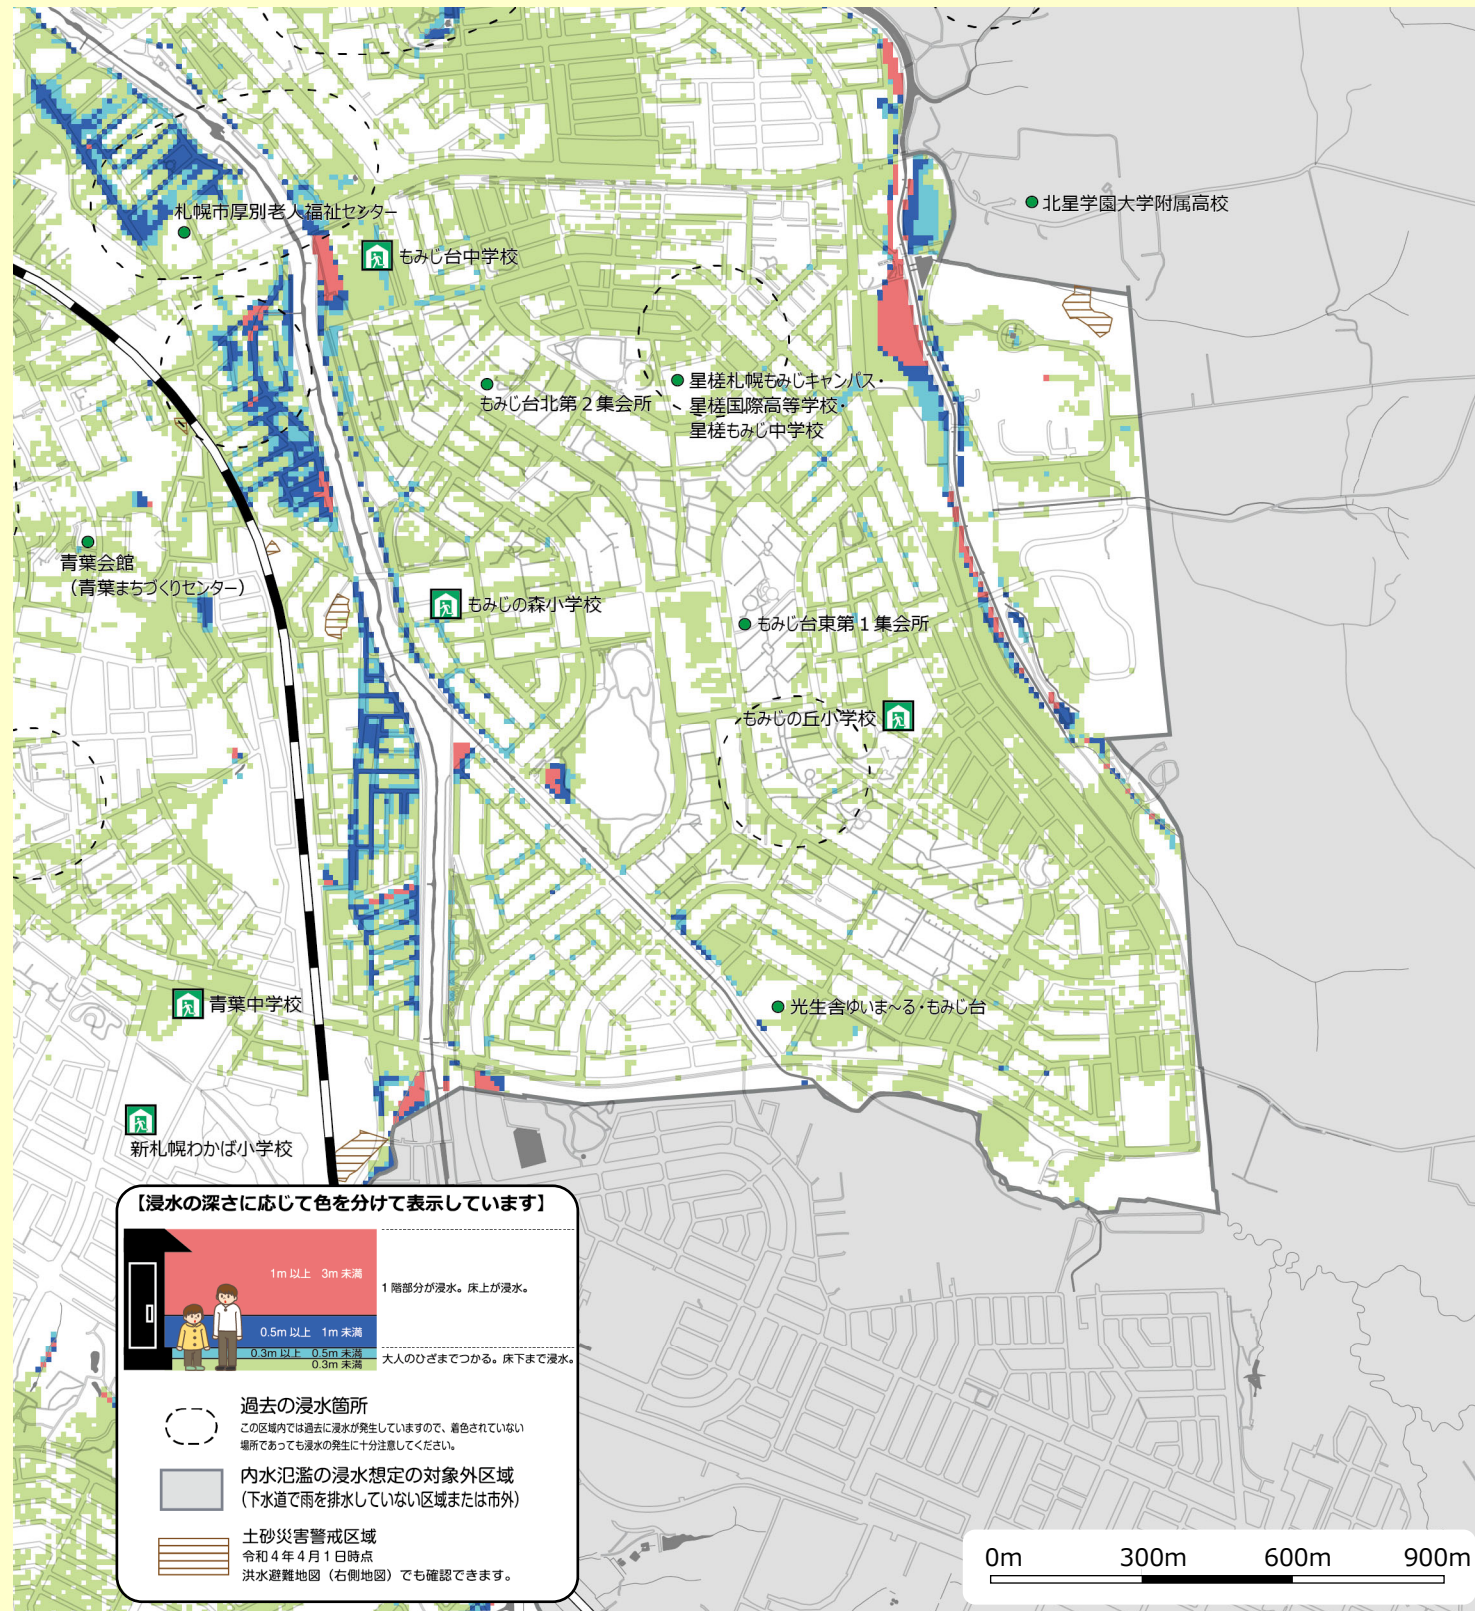 北星学園大学附属高校
札幌市厚別老人福祉センター
もみじ台中学校
星槎札幌もみじキャンパス・
星槎国際高等学校・
星槎もみじ中学校
もみじ台北第2集会所
青葉会館
(青葉まちづくりセンター)
もみじの森小学校
もみじ台東第1集会所
もみじの丘小学校
青葉中学校
光生舎ゆいま~る・もみじ台
新札幌わかば小学校
【浸水の深さに応じて色を分けて表示しています】
1m 以上 3m 未満
1階部分が浸水。床上が浸水。
0.5m 以上 1m 未満
0.3m 以上 0.5m 未満
0.3m 未満
大人のひざまでつかる。床下まで浸水。
過去の浸水箇所
この区域内では過去に浸水が発生していますので、着色されていない
場所であっても浸水の発生に十分注意してください。
内水氾濫の浸水想定の対象外区域
(下水道で雨を排水していない区域または市外)
土砂災害警戒区域
令和4年4月1日時点
洪水避難地図(右側地図)でも確認できます。
0m 300m 600m 900m